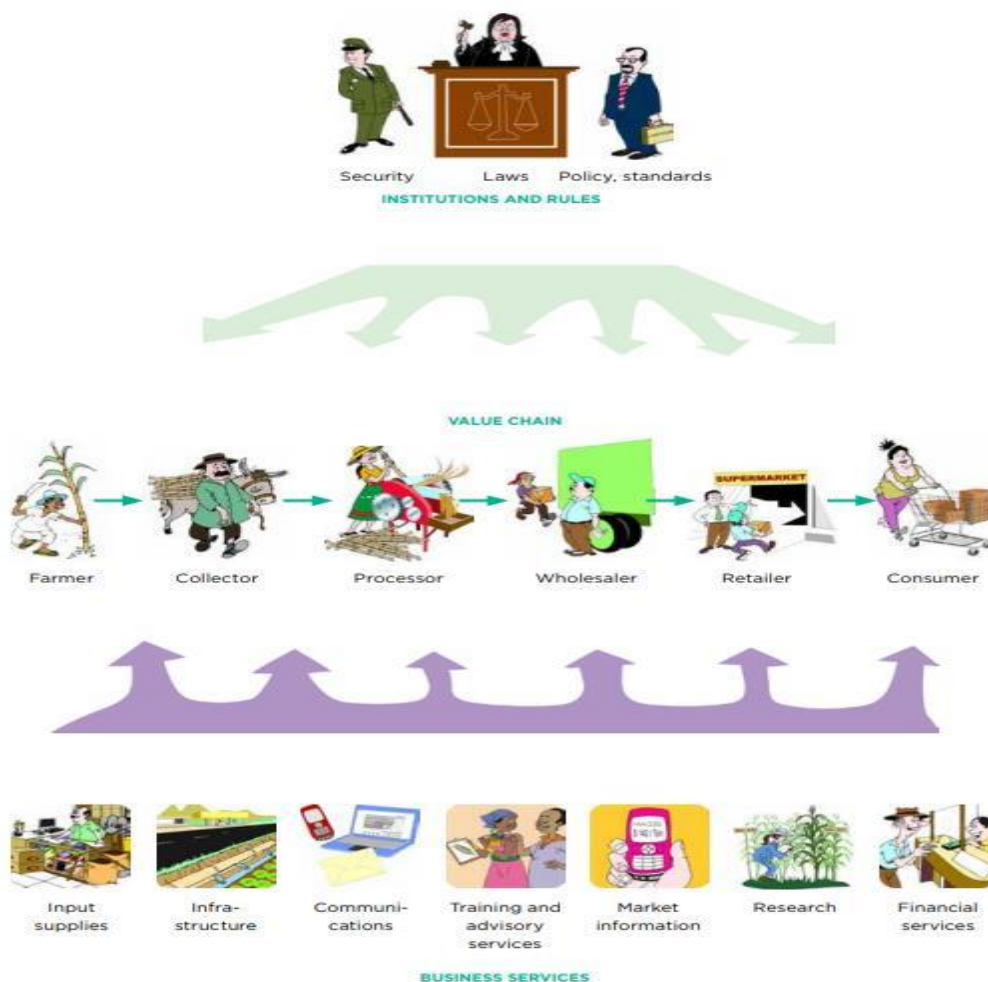 Security Laws Policy, standards
INSTITUTIONS AND RULES
VALUE CHAIN
SUPERMARKET
Farmer Collector Processor Wholesaler Retailer Consumer
Input supplies
Infra-structure
Communi-cations
Training and advisory services
Market information
Research
Financial services
BUSINESS SERVICES